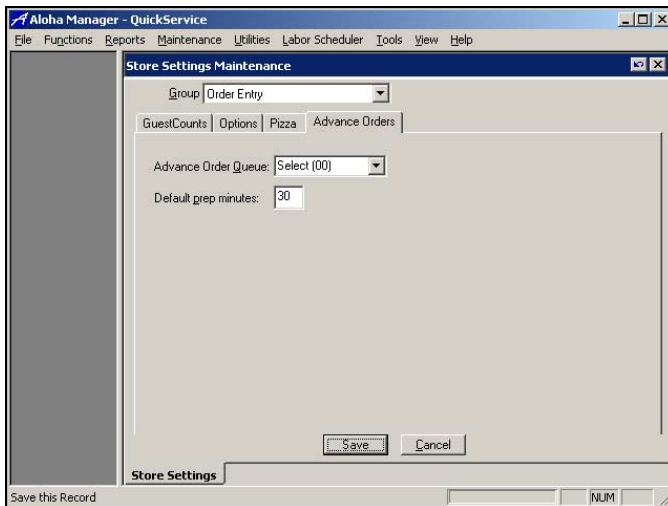 Aloha Manager - QuickService
File Functions Reports Maintenance Utilities Labor Scheduler Tools View Help
Store Settings Maintenance
Group Order Entry
GuestCounts Options Pizza Advance Orders
Advance Order Queue: Select (00)
Default prep minutes: 30
Save Cancel
Store Settings
Save this Record NUM